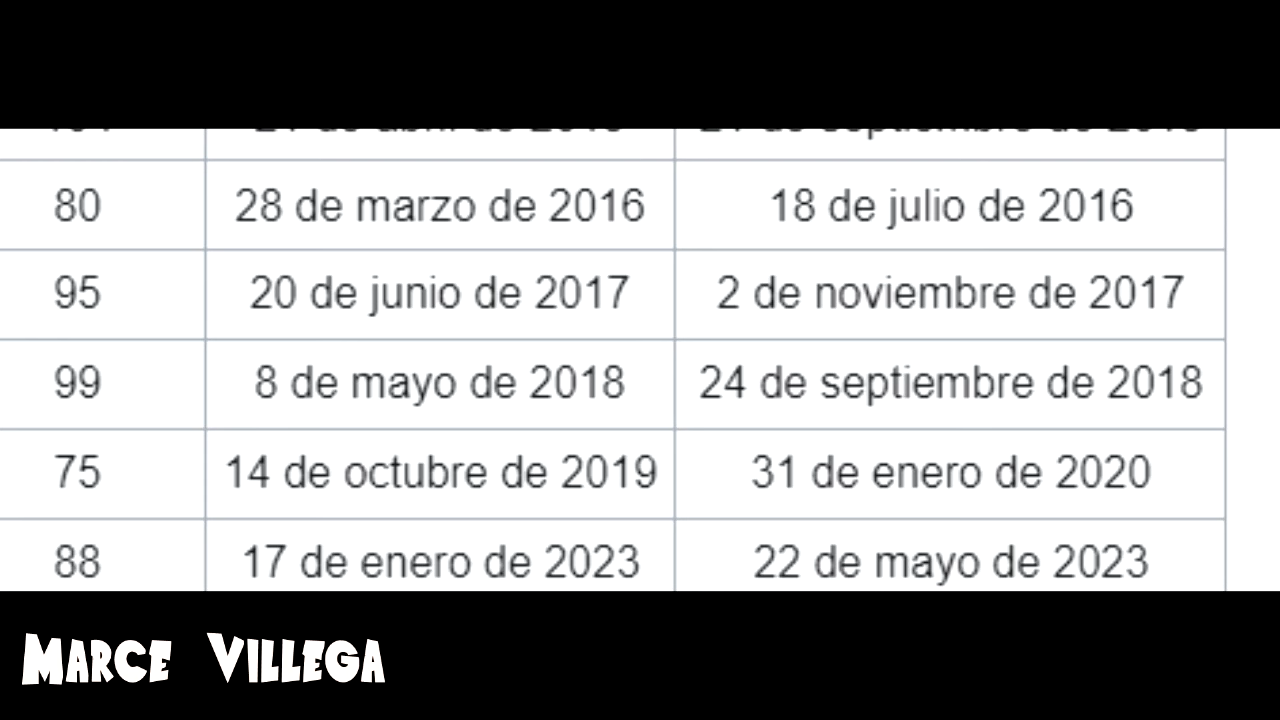 80 28 de marzo de 2016 18 de julio de 2016
95 20 de junio de 2017 2 de noviembre de 2017
99 8 de mayo de 2018 24 de septiembre de 2018
75 14 de octubre de 2019 31 de enero de 2020
88 17 de enero de 2023 22 de mayo de 2023
MARCE VILLEGA